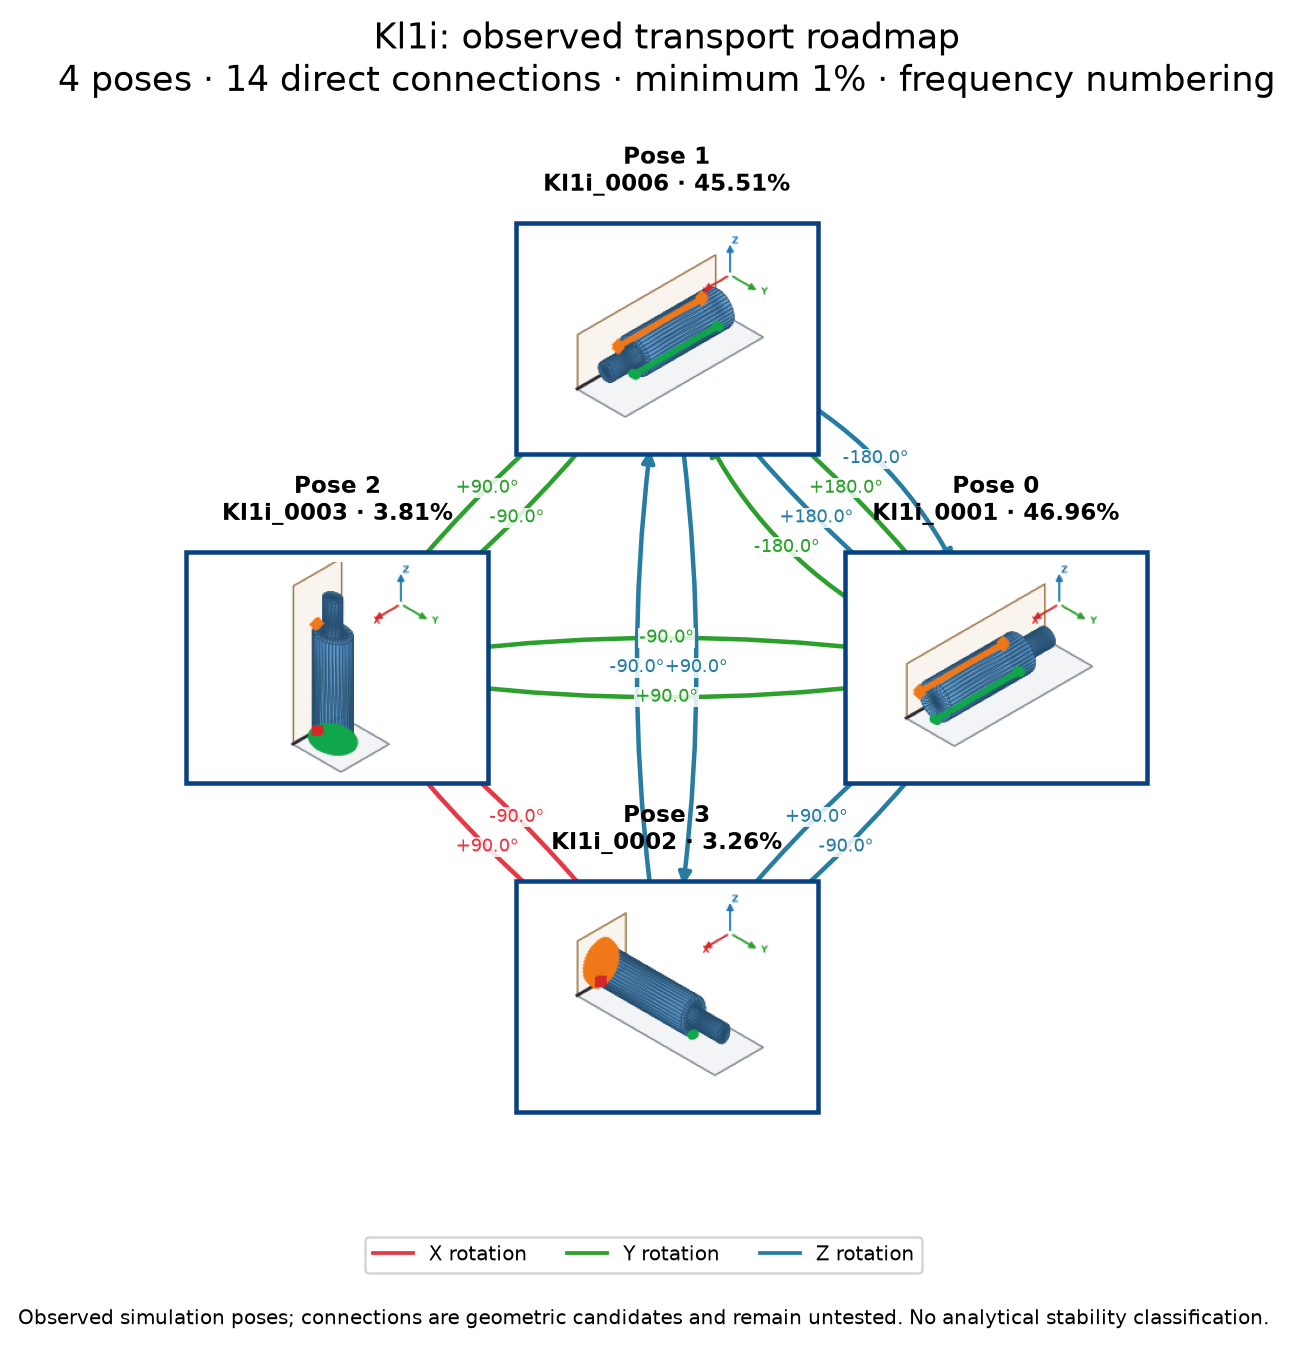 Kl1i: observed transport roadmap
4 poses · 14 direct connections · minimum 1% · frequency numbering
Pose 1
Kl1i_0006 · 45.51%
Z
X
Y
-180.0°
+90.0°
+180.0°
-90.0°
+180.0°
-180.0°
Pose 2
Kl1i_0003 · 3.81%
Z
X
Y
Pose 0
Kl1i_0001 · 46.96%
Z
X
Y
-90.0°
-90.0°
+90.0°
+90.0°
-90.0°
+90.0°
+90.0°
-90.0°
Pose 3
Kl1i_0002 · 3.26%
Z
X
Y
X rotation
Y rotation
Z rotation
Observed simulation poses; connections are geometric candidates and remain untested. No analytical stability classification.